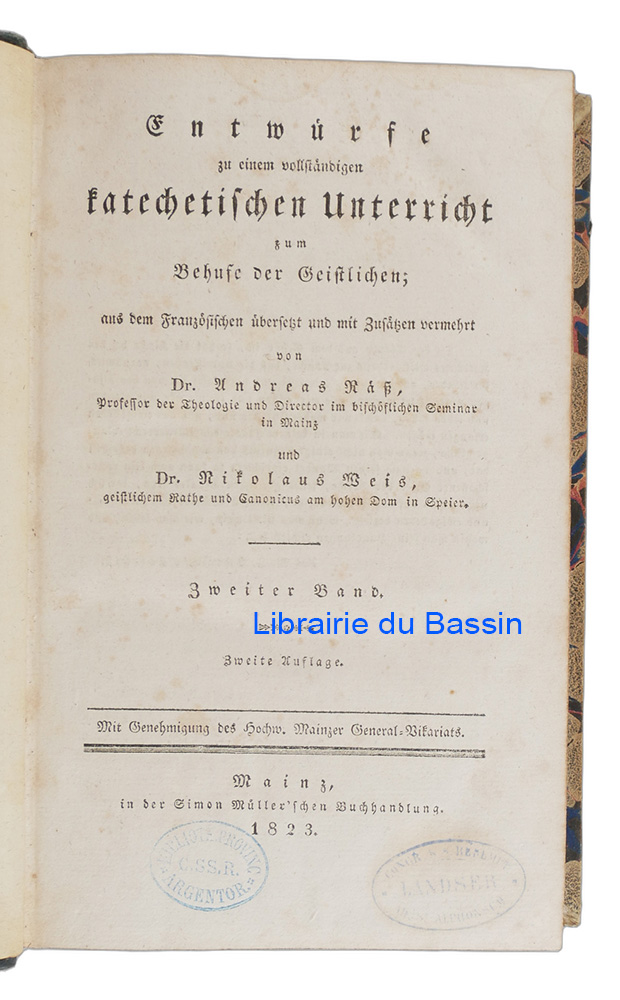 Entwürfe
zu einem vollständigen
katechetischen Unterricht
zum
Behufe der Geistlichen;
aus dem Französischen übersetzt und mit Zusätzen vermehrt
von
Dr. Andreas Räß,
Professor der Theologie und Director im bischöflichen Seminar
in Mainz
und
Dr. Nikolaus Weis,
geistlichem Rathe und Canonicus am hohen Dom in Speier.
Zweiter Band.
Librairie du Bassin
Zweite Auflage.
Mit Genehmigung des Hochw. Mainzer General-Vikariats.
Mainz,
in der Simon Müller'schen Buchhandlung.
1823.
PROVINC.
C.SS.R.
ARGENTOR.
LANDSER